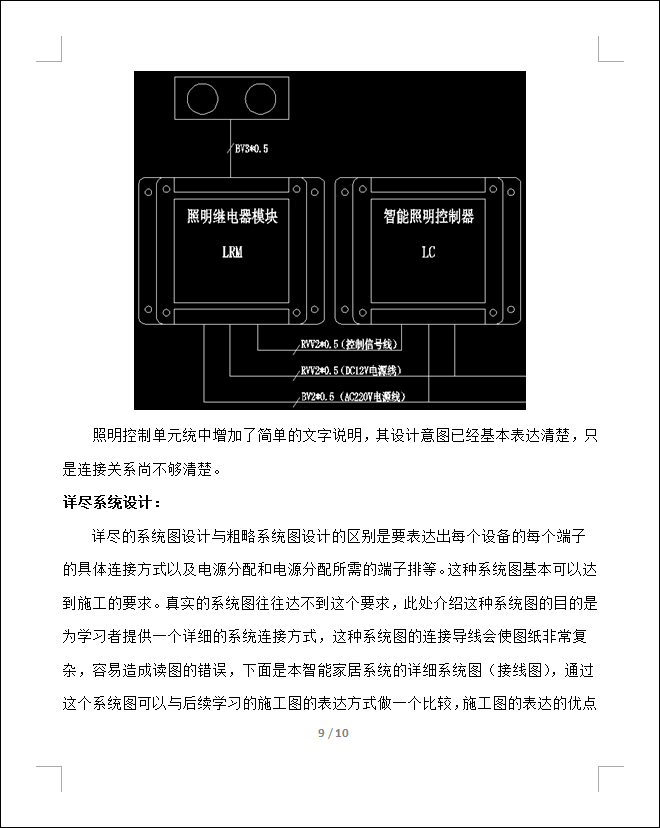 BV3*0.5
照明继电器模块
LRM
智能照明控制器
LC
RVV2*0.5(控制信号线)
RVV2*0.5(DC12V电源线)
BV2*0.5 (AC220V电源线)
照明控制单元统中增加了简单的文字说明，其设计意图已经基本表达清楚，只
是连接关系尚不够清楚。
详尽系统设计：
详尽的系统图设计与粗略系统图设计的区别是要表达出每个设备的每个端子
的具体连接方式以及电源分配和电源分配所需的端子排等。这种系统图基本可以达
到施工的要求。真实的系统图往往达不到这个要求，此处介绍这种系统图的目的是
为学习者提供一个详细的系统连接方式，这种系统图的连接导线会使图纸非常复
杂，容易造成读图的错误，下面是本智能家居系统的详细系统图（接线图），通过
这个系统图可以与后续学习的施工图的表达方式做一个比较，施工图的表达的优点
9 / 10